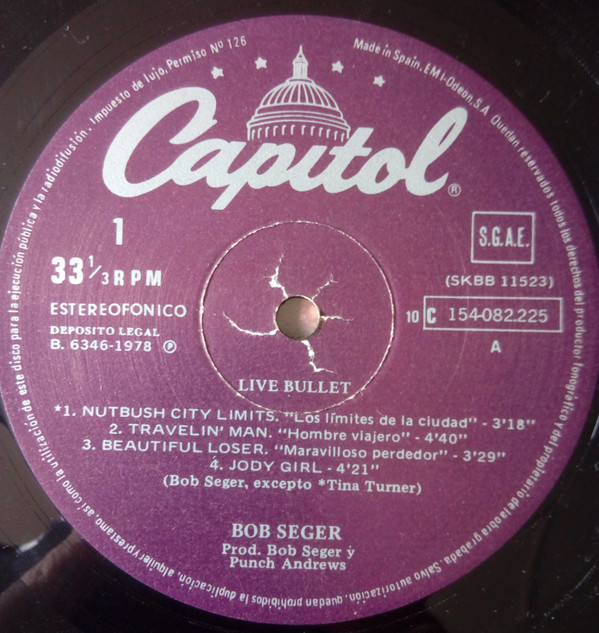 Impuesto de lujo, Permiso Nº 126
Made in Spain, EMI-Odeon, S.A. Quedan reservados todos los derechos del productor fonográfico y del propietario de la obra grabada. Salvo autorización, quedan prohibidos la duplicación, alquiler y prestamo, así como la utilización de este disco para la ejecución pública y la radiodifusión.
Capitol®
1
33 1/3 RPM
ESTEREOFONICO
DEPOSITO LEGAL
B. 6346-1978 ℗
S.G.A.E.
(SKBB 11523)
10 C 154-082.225
A
LIVE BULLET
*1. NUTBUSH CITY LIMITS. "Los límites de la ciudad" - 3'18"
2. TRAVELIN' MAN. "Hombre viajero" - 4'40"
3. BEAUTIFUL LOSER. "Maravilloso perdedor" - 3'29"
4. JODY GIRL - 4'21"
(Bob Seger, excepto *Tina Turner)
BOB SEGER
Prod. Bob Seger y
Punch Andrews